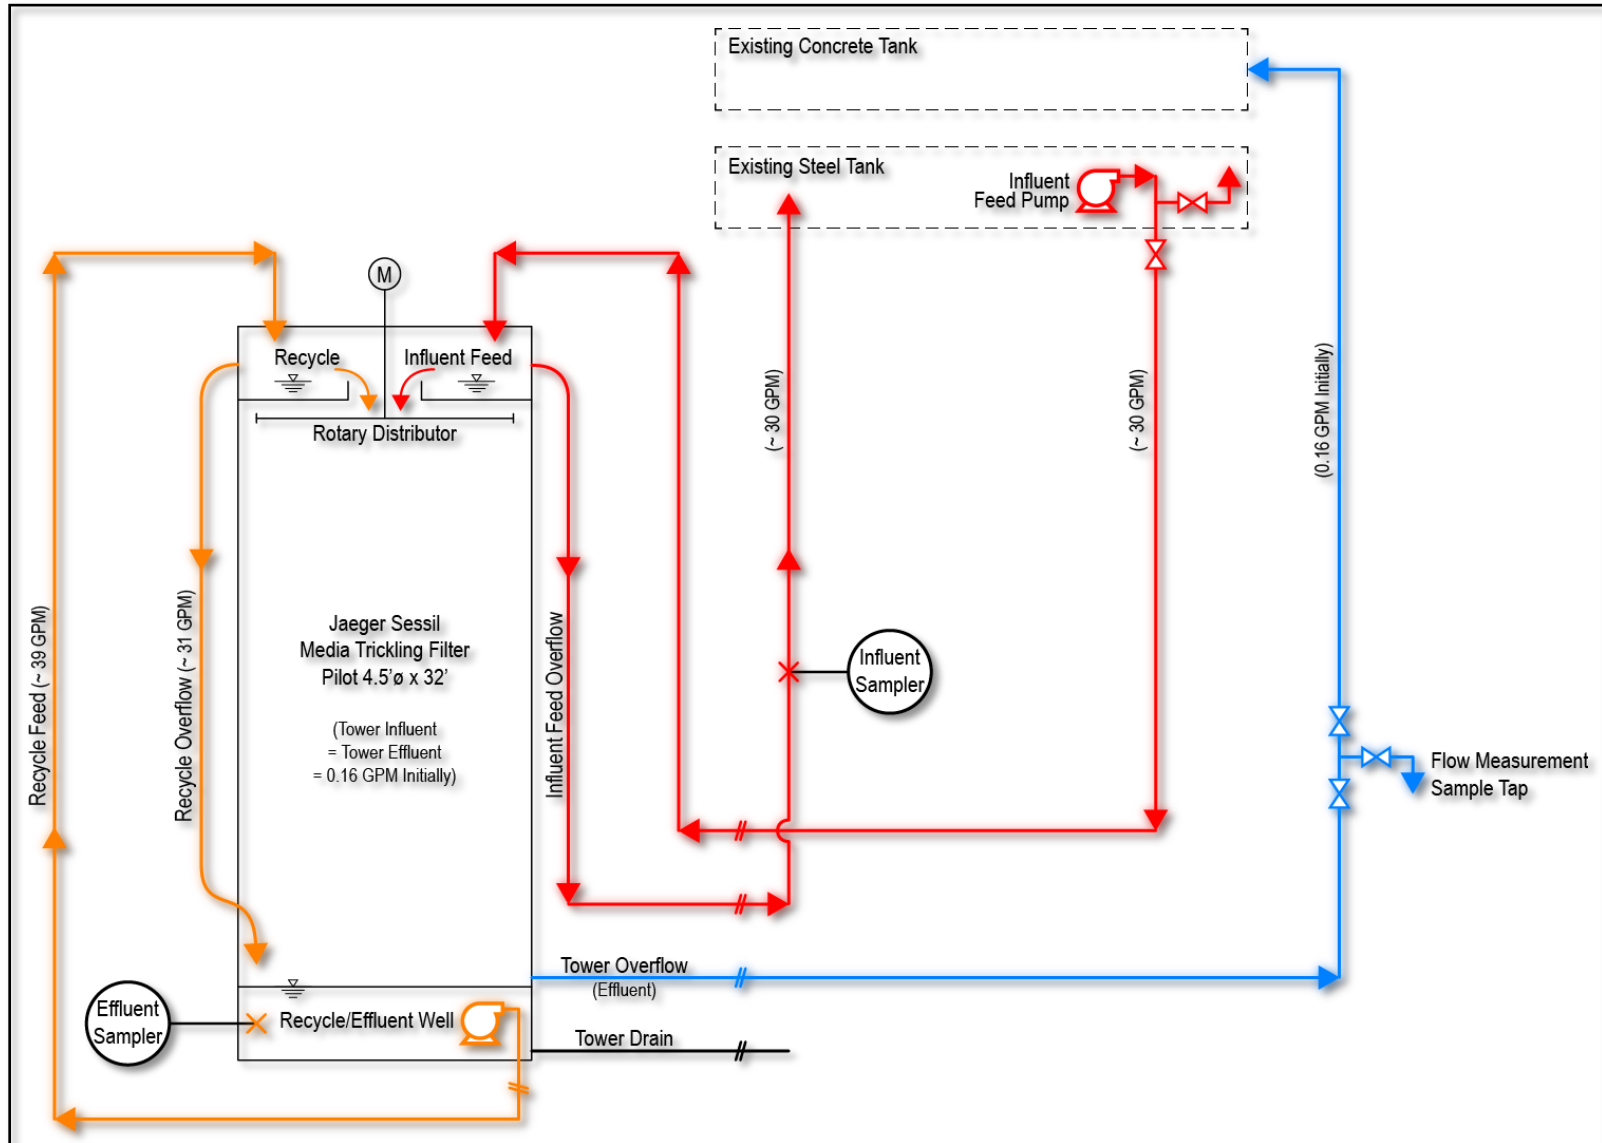 Existing Concrete Tank
Existing Steel Tank
Influent
Feed Pump
M
Recycle
Influent Feed
Rotary Distributor
(~ 30 GPM)
(~ 30 GPM)
(0.16 GPM Initially)
Recycle Feed (~ 39 GPM)
Recycle Overflow (~ 31 GPM)
Jaeger Sessil
Media Trickling Filter
Pilot 4.5'ø x 32'
(Tower Influent
= Tower Effluent
= 0.16 GPM Initially)
Influent Feed Overflow
Influent
Sampler
Flow Measurement
Sample Tap
Tower Overflow
(Effluent)
Effluent
Sampler
Recycle/Effluent Well
Tower Drain